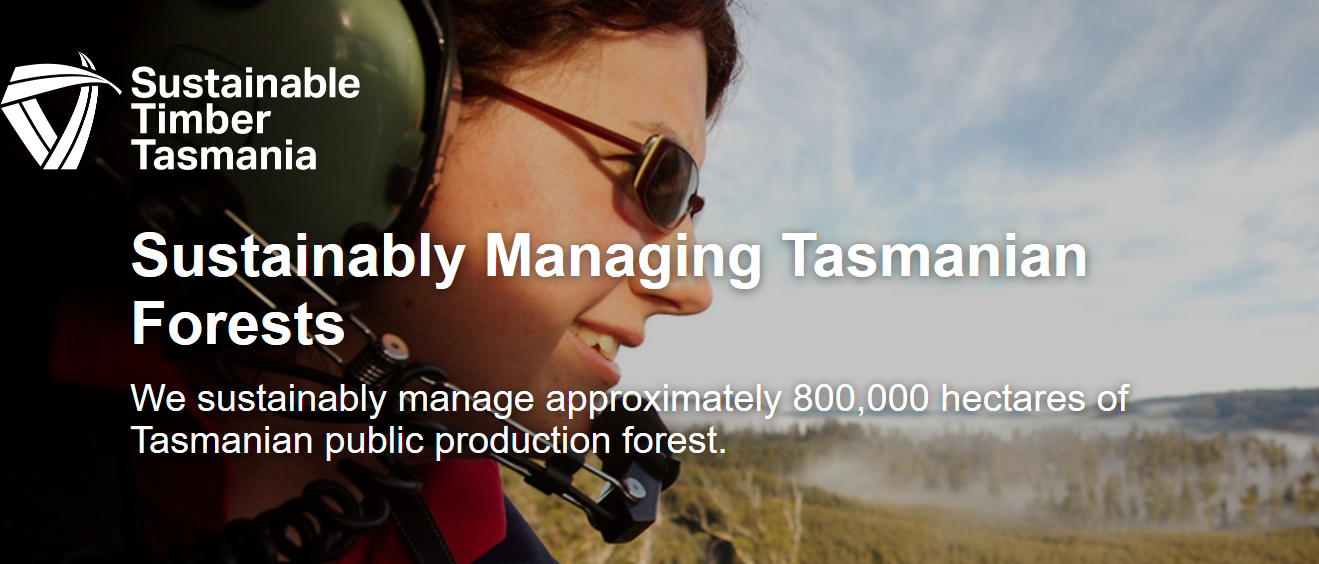 Sustainable
Timber
Tasmania
Sustainably Managing Tasmanian
Forests
We sustainably manage approximately 800,000 hectares of
Tasmanian public production forest.